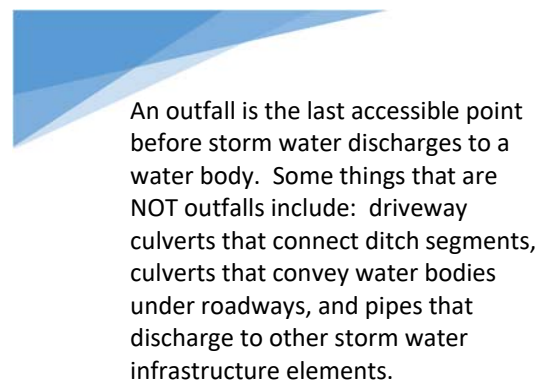 An outfall is the last accessible point
before storm water discharges to a
water body.  Some things that are
NOT outfalls include:  driveway
culverts that connect ditch segments,
culverts that convey water bodies
under roadways, and pipes that
discharge to other storm water
infrastructure elements.